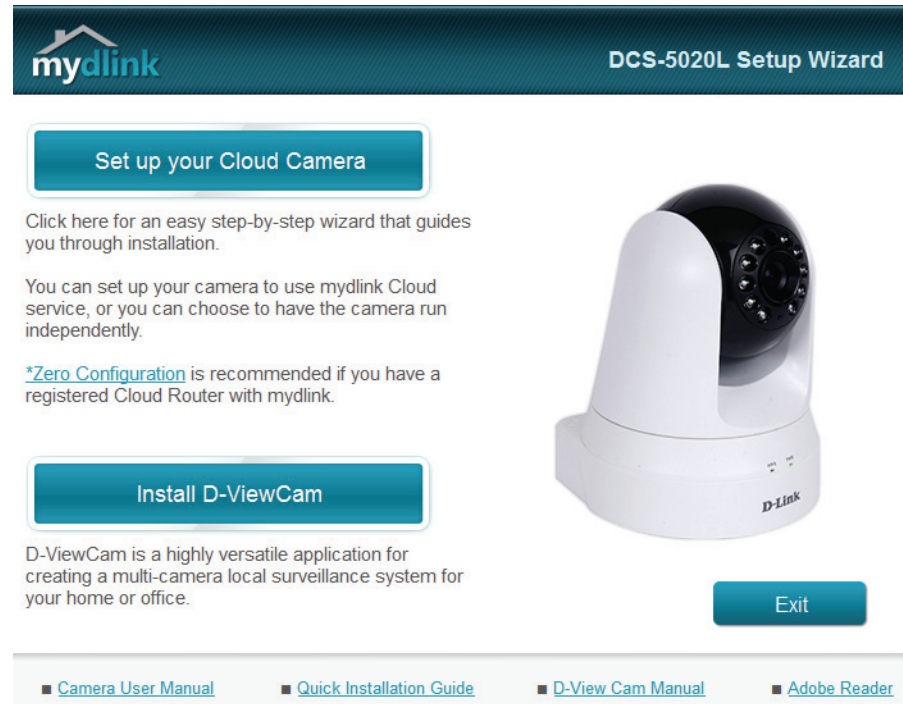 mydlink
DCS-5020L Setup Wizard
Set up your Cloud Camera
Click here for an easy step-by-step wizard that guides
you through installation.
You can set up your camera to use mydlink Cloud
service, or you can choose to have the camera run
independently.
*Zero Configuration is recommended if you have a
registered Cloud Router with mydlink.
Install D-ViewCam
D-ViewCam is a highly versatile application for
creating a multi-camera local surveillance system for
your home or office.
D-Link
Exit
Camera User Manual
Quick Installation Guide
D-View Cam Manual
Adobe Reader